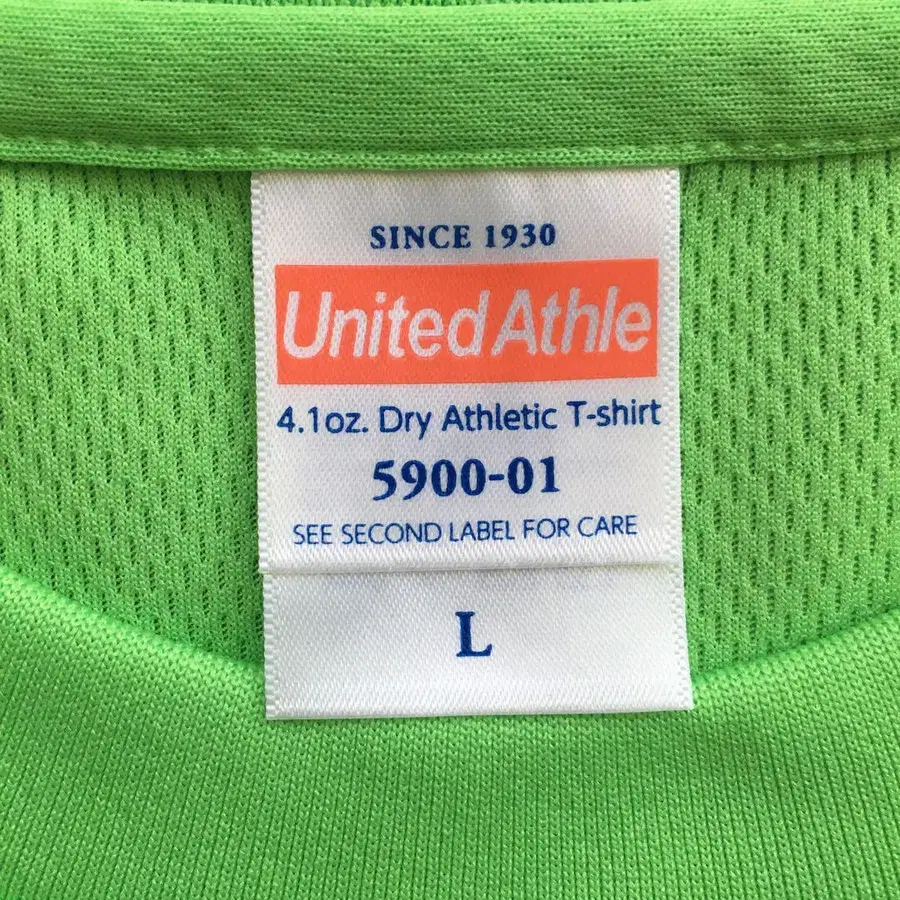 SINCE 1930
United Athle
4.1oz. Dry Athletic T-shirt
5900-01
SEE SECOND LABEL FOR CARE
L